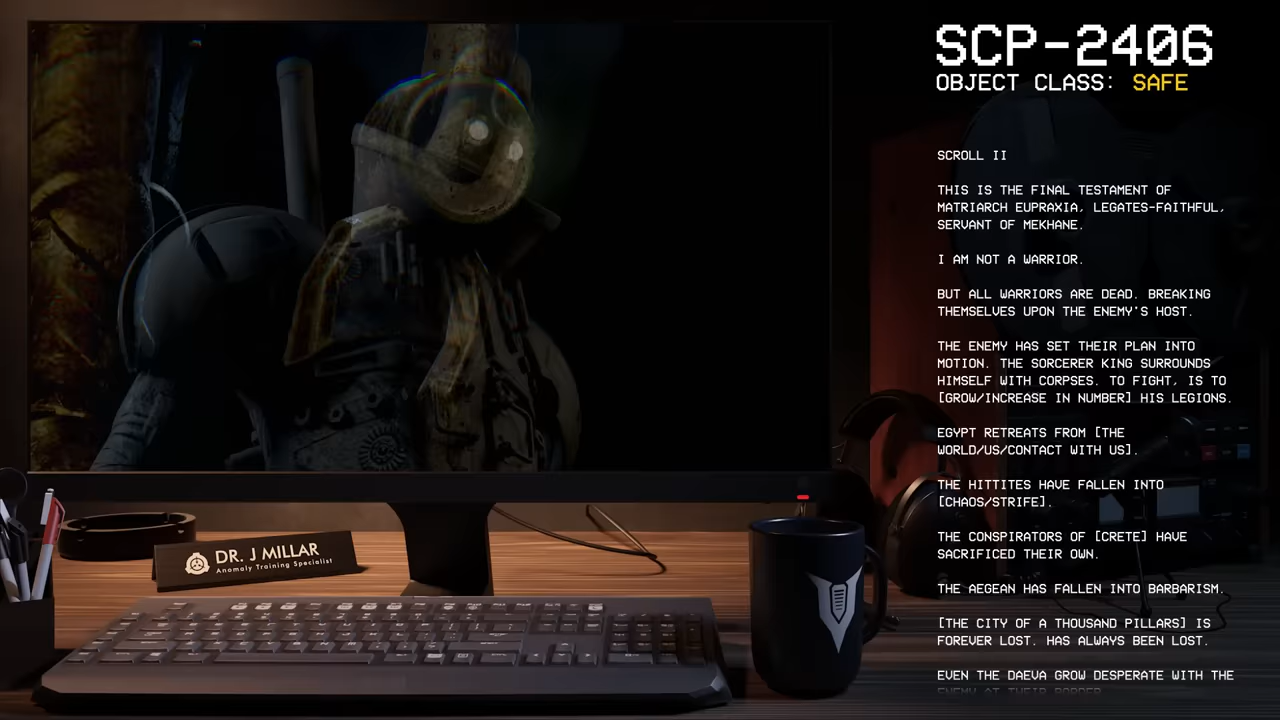 SCP-2406
OBJECT CLASS: SAFE
SCROLL II
THIS IS THE FINAL TESTAMENT OF
MATRIARCH EUPRAXIA, LEGATES-FAITHFUL,
SERVANT OF MEKHANE.
I AM NOT A WARRIOR.
BUT ALL WARRIORS ARE DEAD. BREAKING
THEMSELVES UPON THE ENEMY'S HOST.
THE ENEMY HAS SET THEIR PLAN INTO
MOTION. THE SORCERER KING SURROUNDS
HIMSELF WITH CORPSES. TO FIGHT, IS TO
[GROW/INCREASE IN NUMBER] HIS LEGIONS.
EGYPT RETREATS FROM [THE
WORLD/US/CONTACT WITH US].
THE HITTITES HAVE FALLEN INTO
[CHAOS/STRIFE].
THE CONSPIRATORS OF [CRETE] HAVE
SACRIFICED THEIR OWN.
THE AEGEAN HAS FALLEN INTO BARBARISM.
[THE CITY OF A THOUSAND PILLARS] IS
FOREVER LOST. HAS ALWAYS BEEN LOST.
EVEN THE DAEVA GROW DESPERATE WITH THE
ENEMY AT THEIR BORDER
DR. J MILLAR
Anomaly Training Specialist